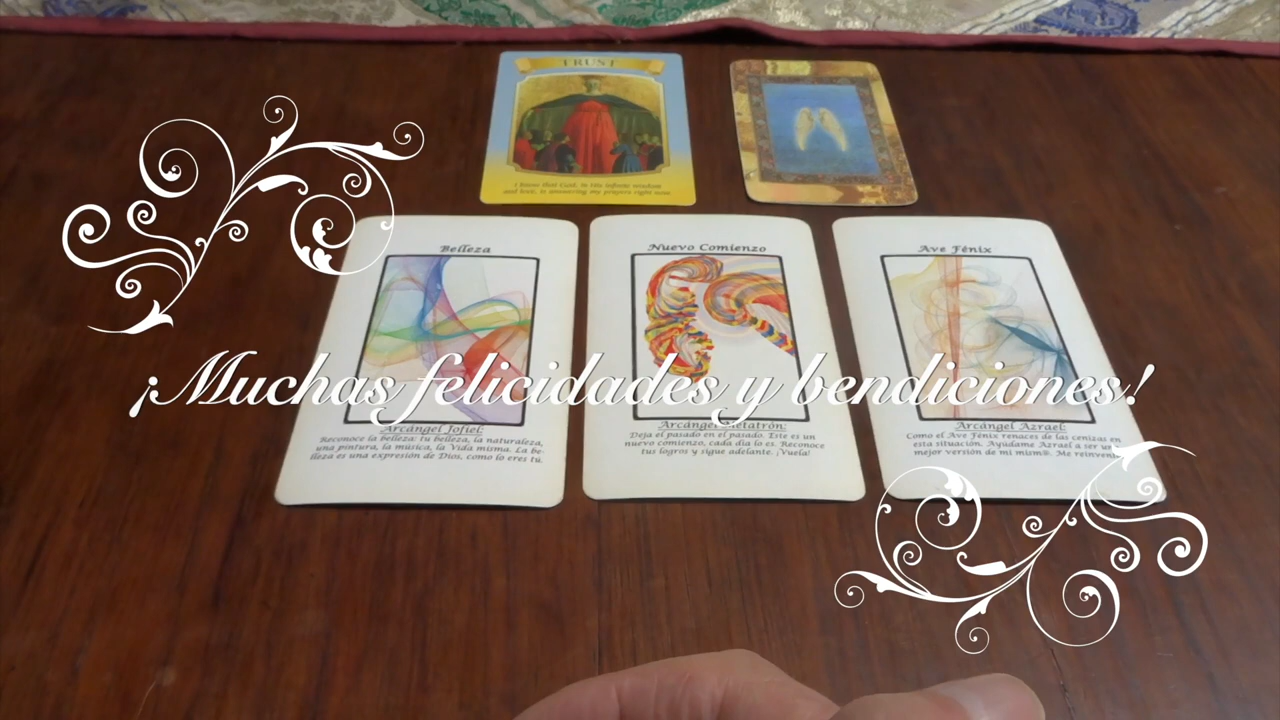 TRUST
I know that God, in His infinite wisdom
and love, is answering my prayers right now.
Belleza
Arcángel Jofiel:
Reconoce la belleza: tu belleza, la naturaleza,
una pintura, la música, la Vida misma. La be-
lleza es una expresión de Dios, como lo eres tú.
Nuevo Comienzo
Arcángel Metatrón:
Deja el pasado en el pasado. Este es un
nuevo comienzo, cada día lo es. Reconoce
tus logros y sigue adelante. ¡Vuela!
Ave Fénix
Arcángel Azrael:
Como el Ave Fénix renaces de las cenizas en
esta situación. Ayúdame Azrael a ser la
mejor versión de mi mism@. Me reinvento
¡Muchas felicidades y bendiciones!